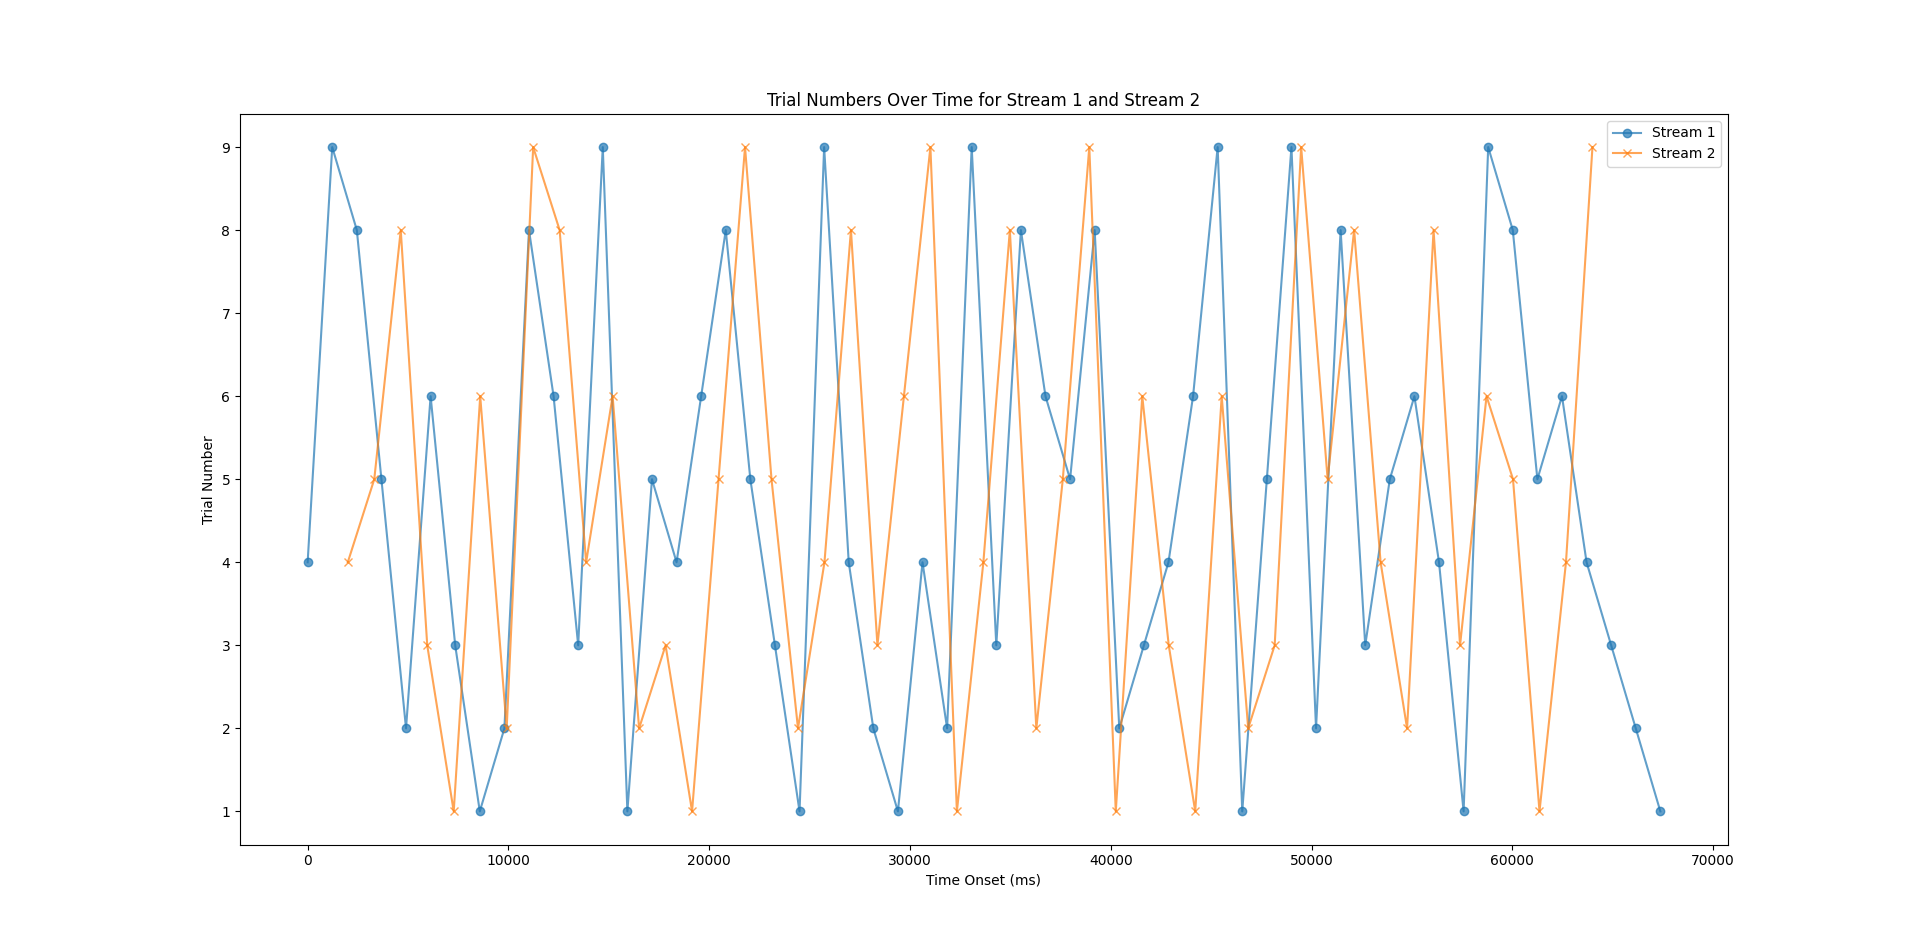 Trial Numbers Over Time for Stream 1 and Stream 2
Stream 1
Stream 2
Trial Number
9
8
7
6
5
4
3
2
1
0 10000 20000 30000 40000 50000 60000 70000
Time Onset (ms)